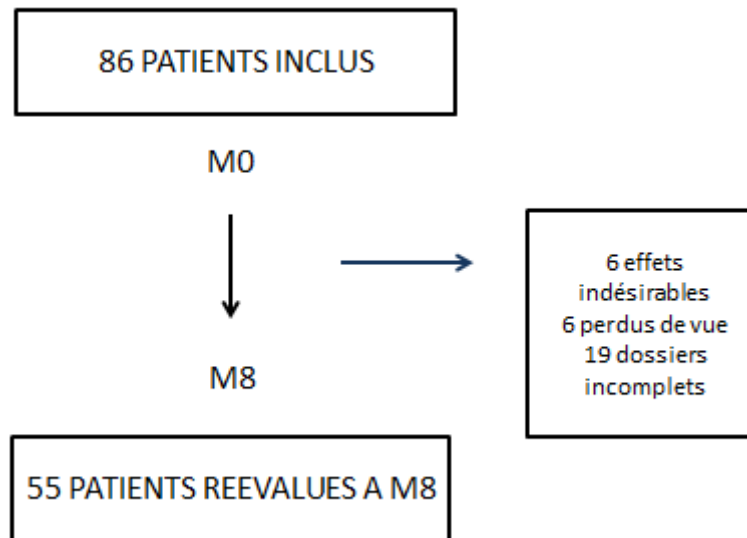 86 PATIENTS INCLUS
M0
6 effets
indésirables
6 perdus de vue
19 dossiers
incomplets
M8
55 PATIENTS REEVALUES A M8